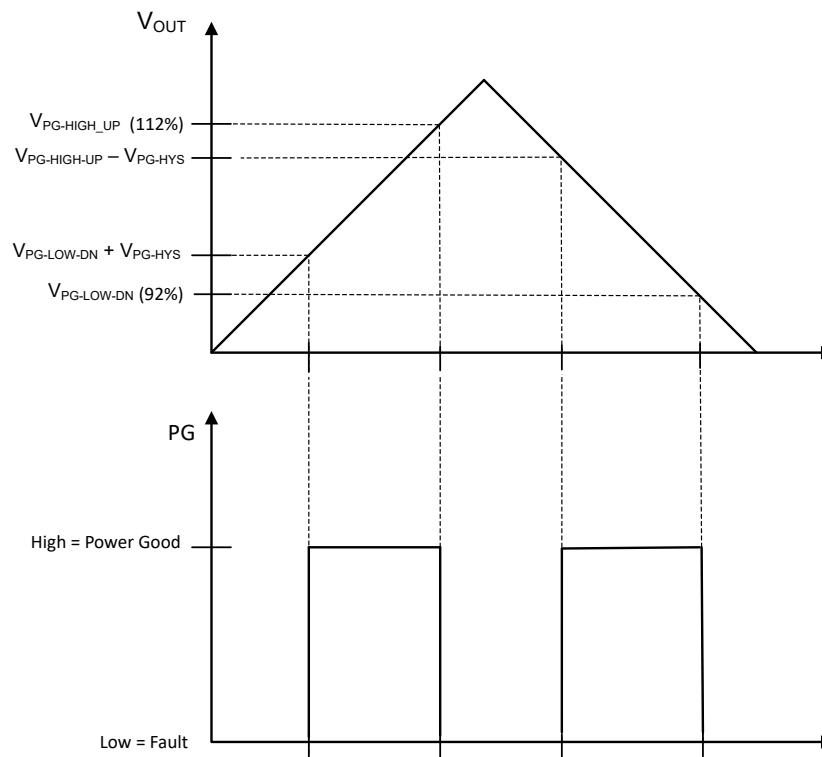 VOUT
VPG-HIGH_UP (112%)
VPG-HIGH-UP – VPG-HYS
VPG-LOW-DN + VPG-HYS
VPG-LOW-DN (92%)
PG
High = Power Good
Low = Fault